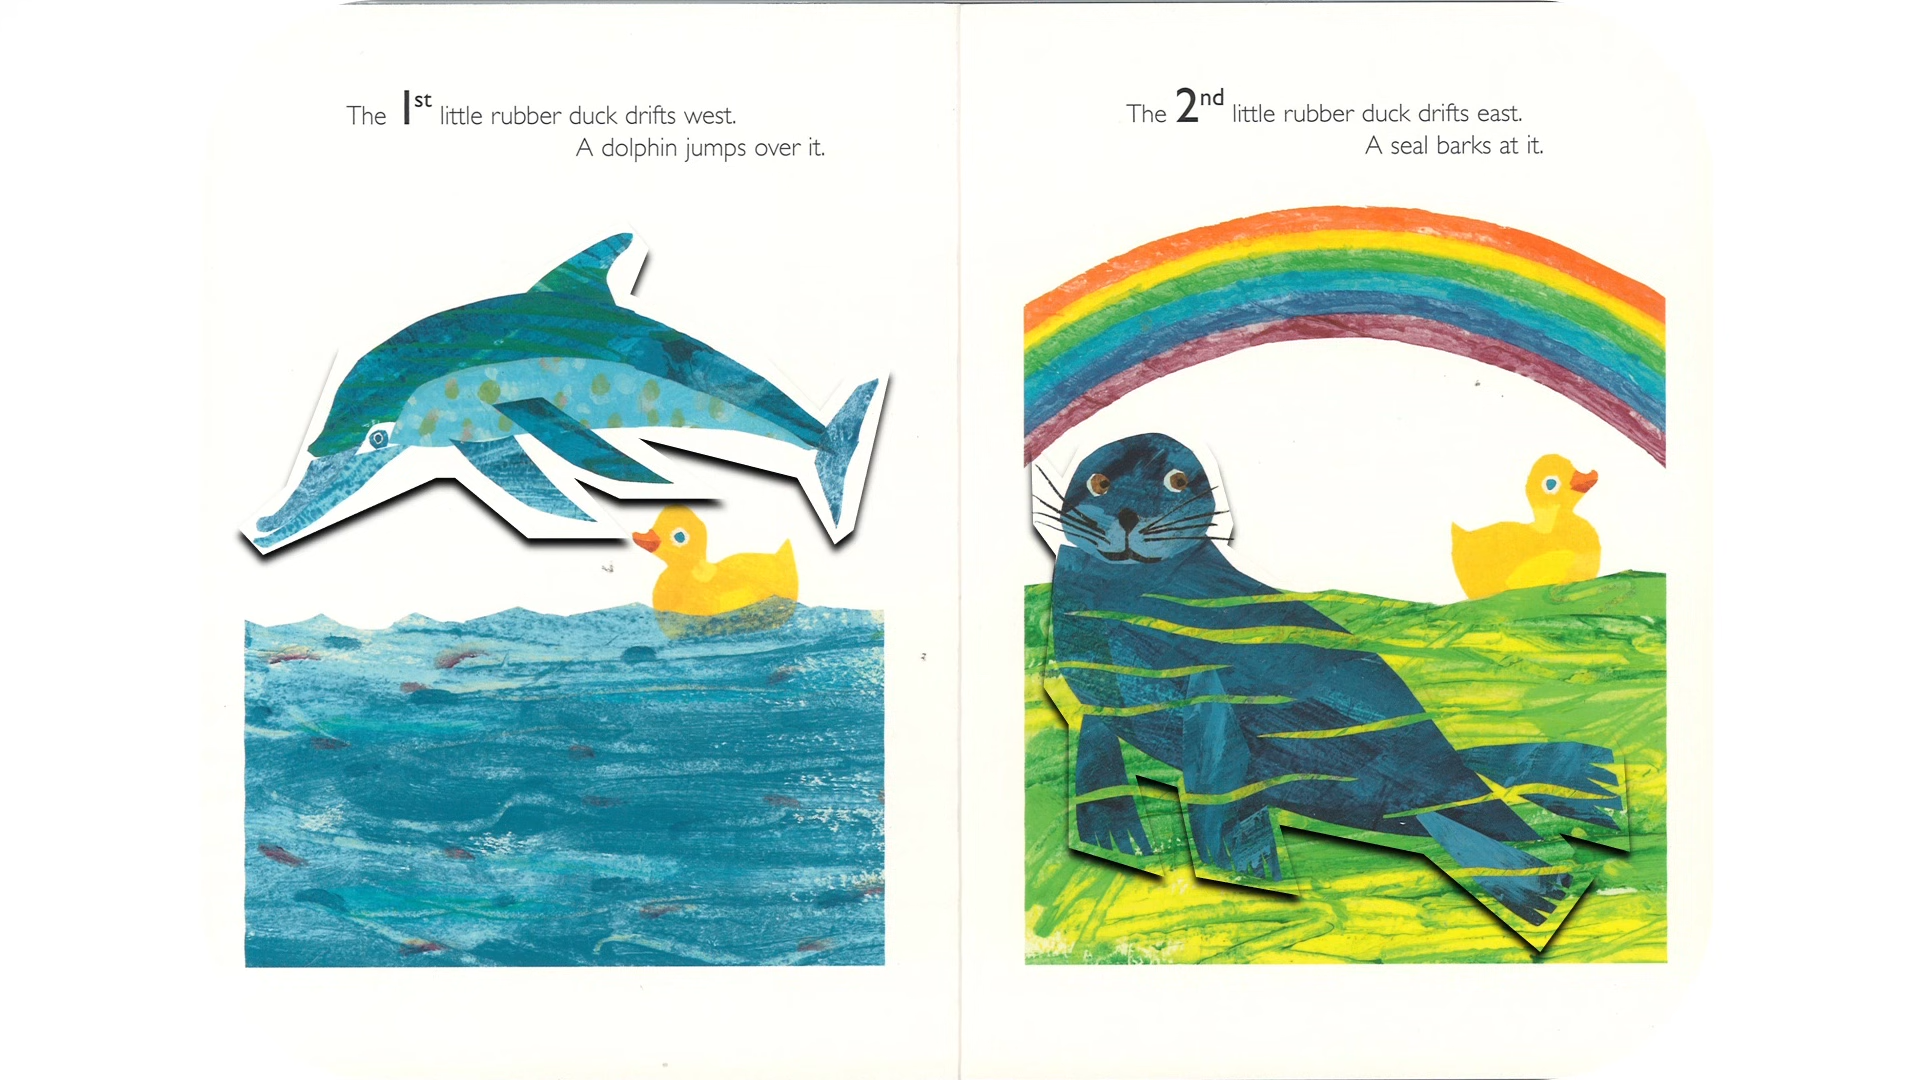 The 1st little rubber duck drifts west.
A dolphin jumps over it.
The 2nd little rubber duck drifts east.
A seal barks at it.